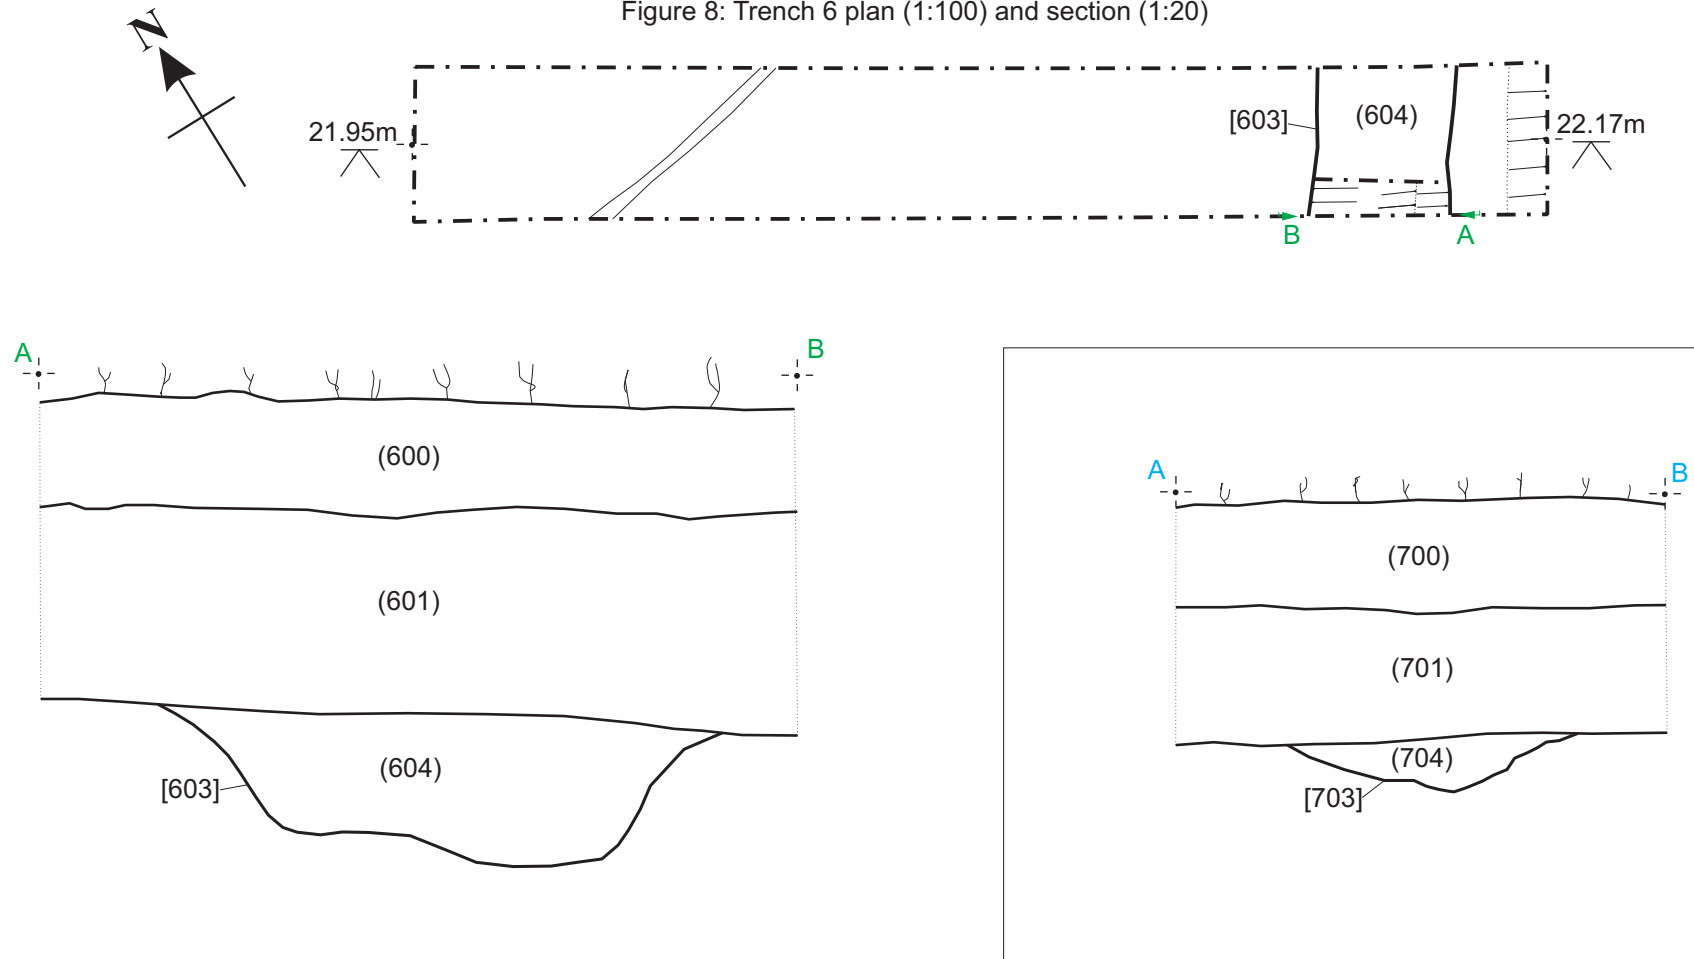 Figure 8: Trench 6 plan (1:100) and section (1:20)
N
21.95m
[603]
(604)
22.17m
B
A
A
B
(600)
(601)
(604)
[603]
A
B
(700)
(701)
(704)
[703]